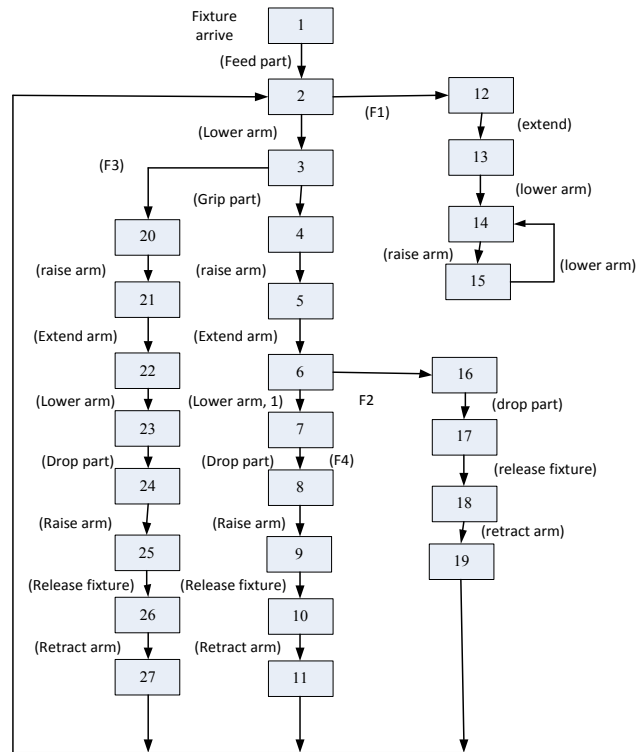 Fixture
arrive
1
(Feed part)
2
(F1)
12
(Lower arm)
(extend)
(F3)
3
13
(Grip part)
(lower arm)
20
4
14
(raise arm)
(raise arm)
(raise arm)
(lower arm)
21
5
15
(Extend arm)
(Extend arm)
22
6
16
(Lower arm)
(Lower arm, 1)
F2
(drop part)
23
7
17
(Drop part)
(Drop part)
(F4)
(release fixture)
24
8
18
(Raise arm)
(Raise arm)
(retract arm)
25
9
19
(Release fixture)
(Release fixture)
26
10
(Retract arm)
(Retract arm)
27
11